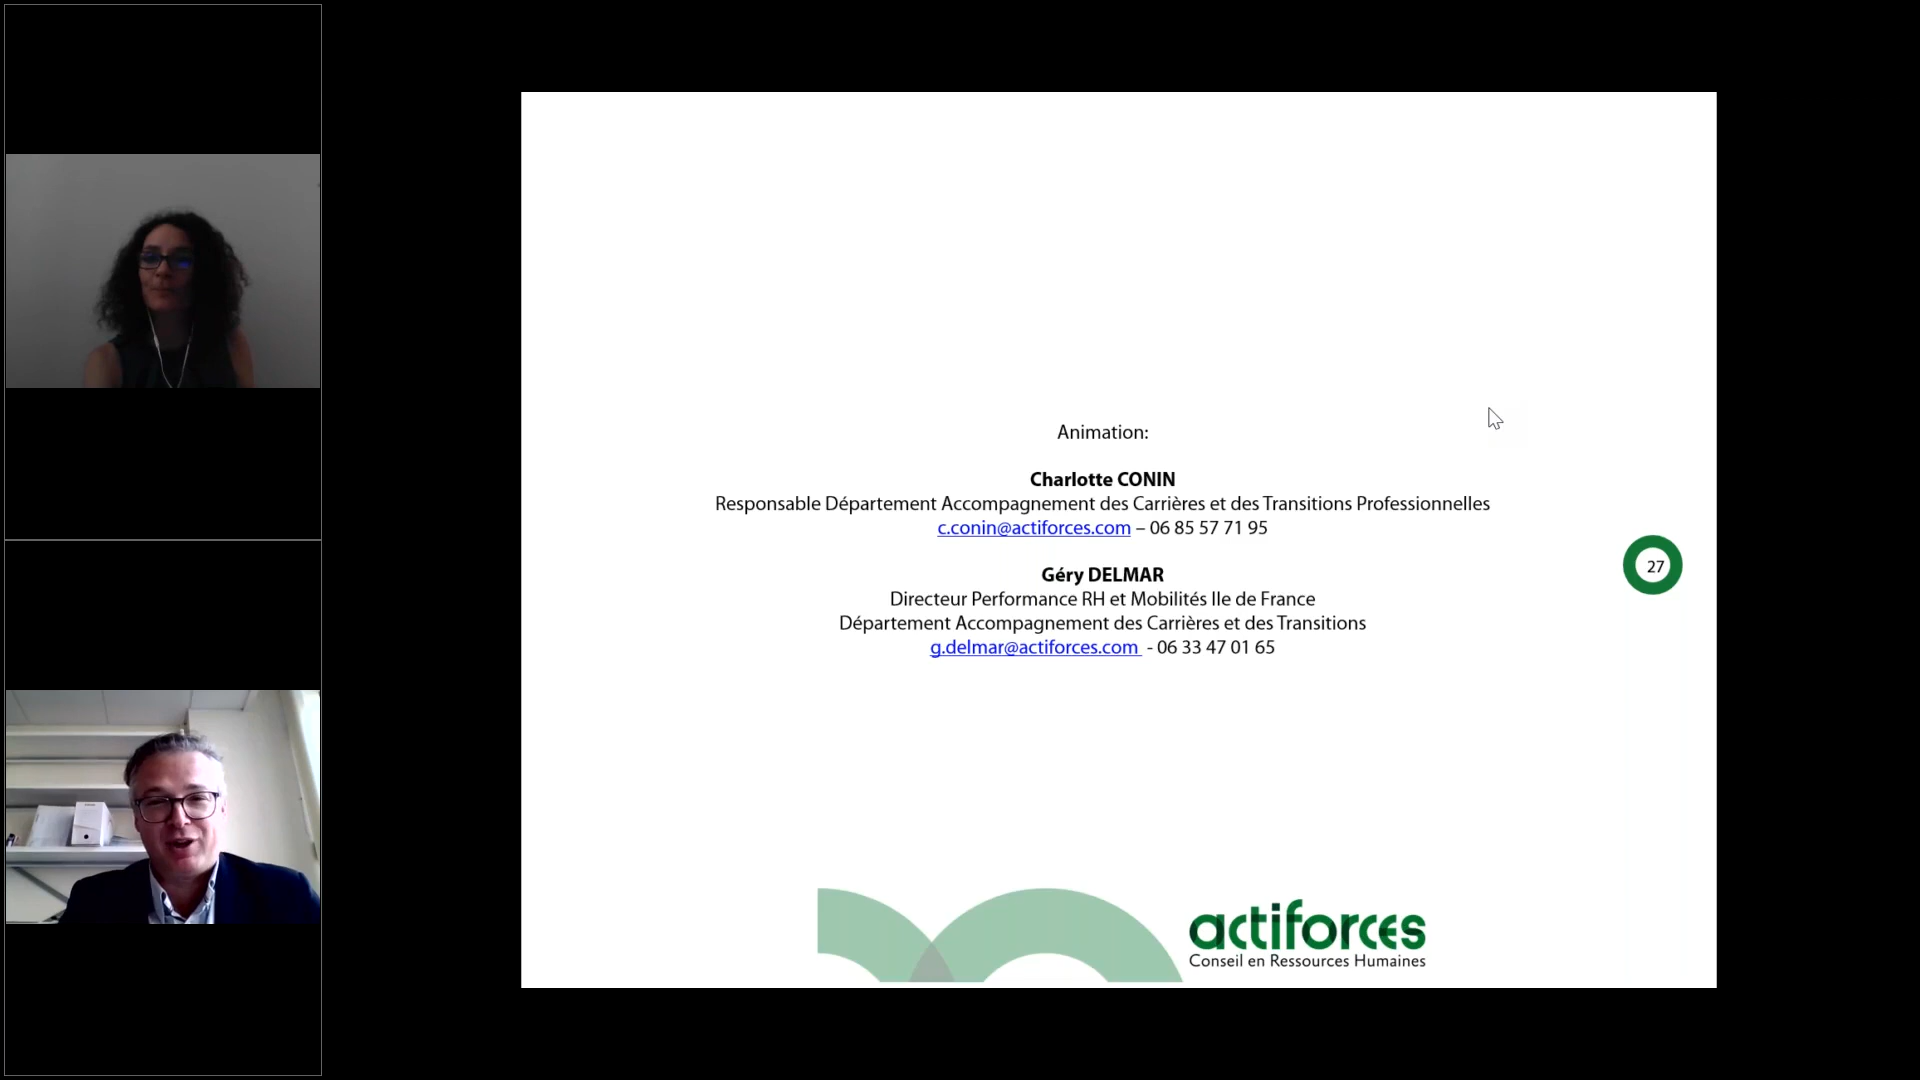 Animation:
Charlotte CONIN
Responsable Département Accompagnement des Carrières et des Transitions Professionnelles
c.conin@actiforces.com – 06 85 57 71 95
Géry DELMAR
Directeur Performance RH et Mobilités Ile de France
Département Accompagnement des Carrières et des Transitions
g.delmar@actiforces.com - 06 33 47 01 65
27
actiforces
Conseil en Ressources Humaines